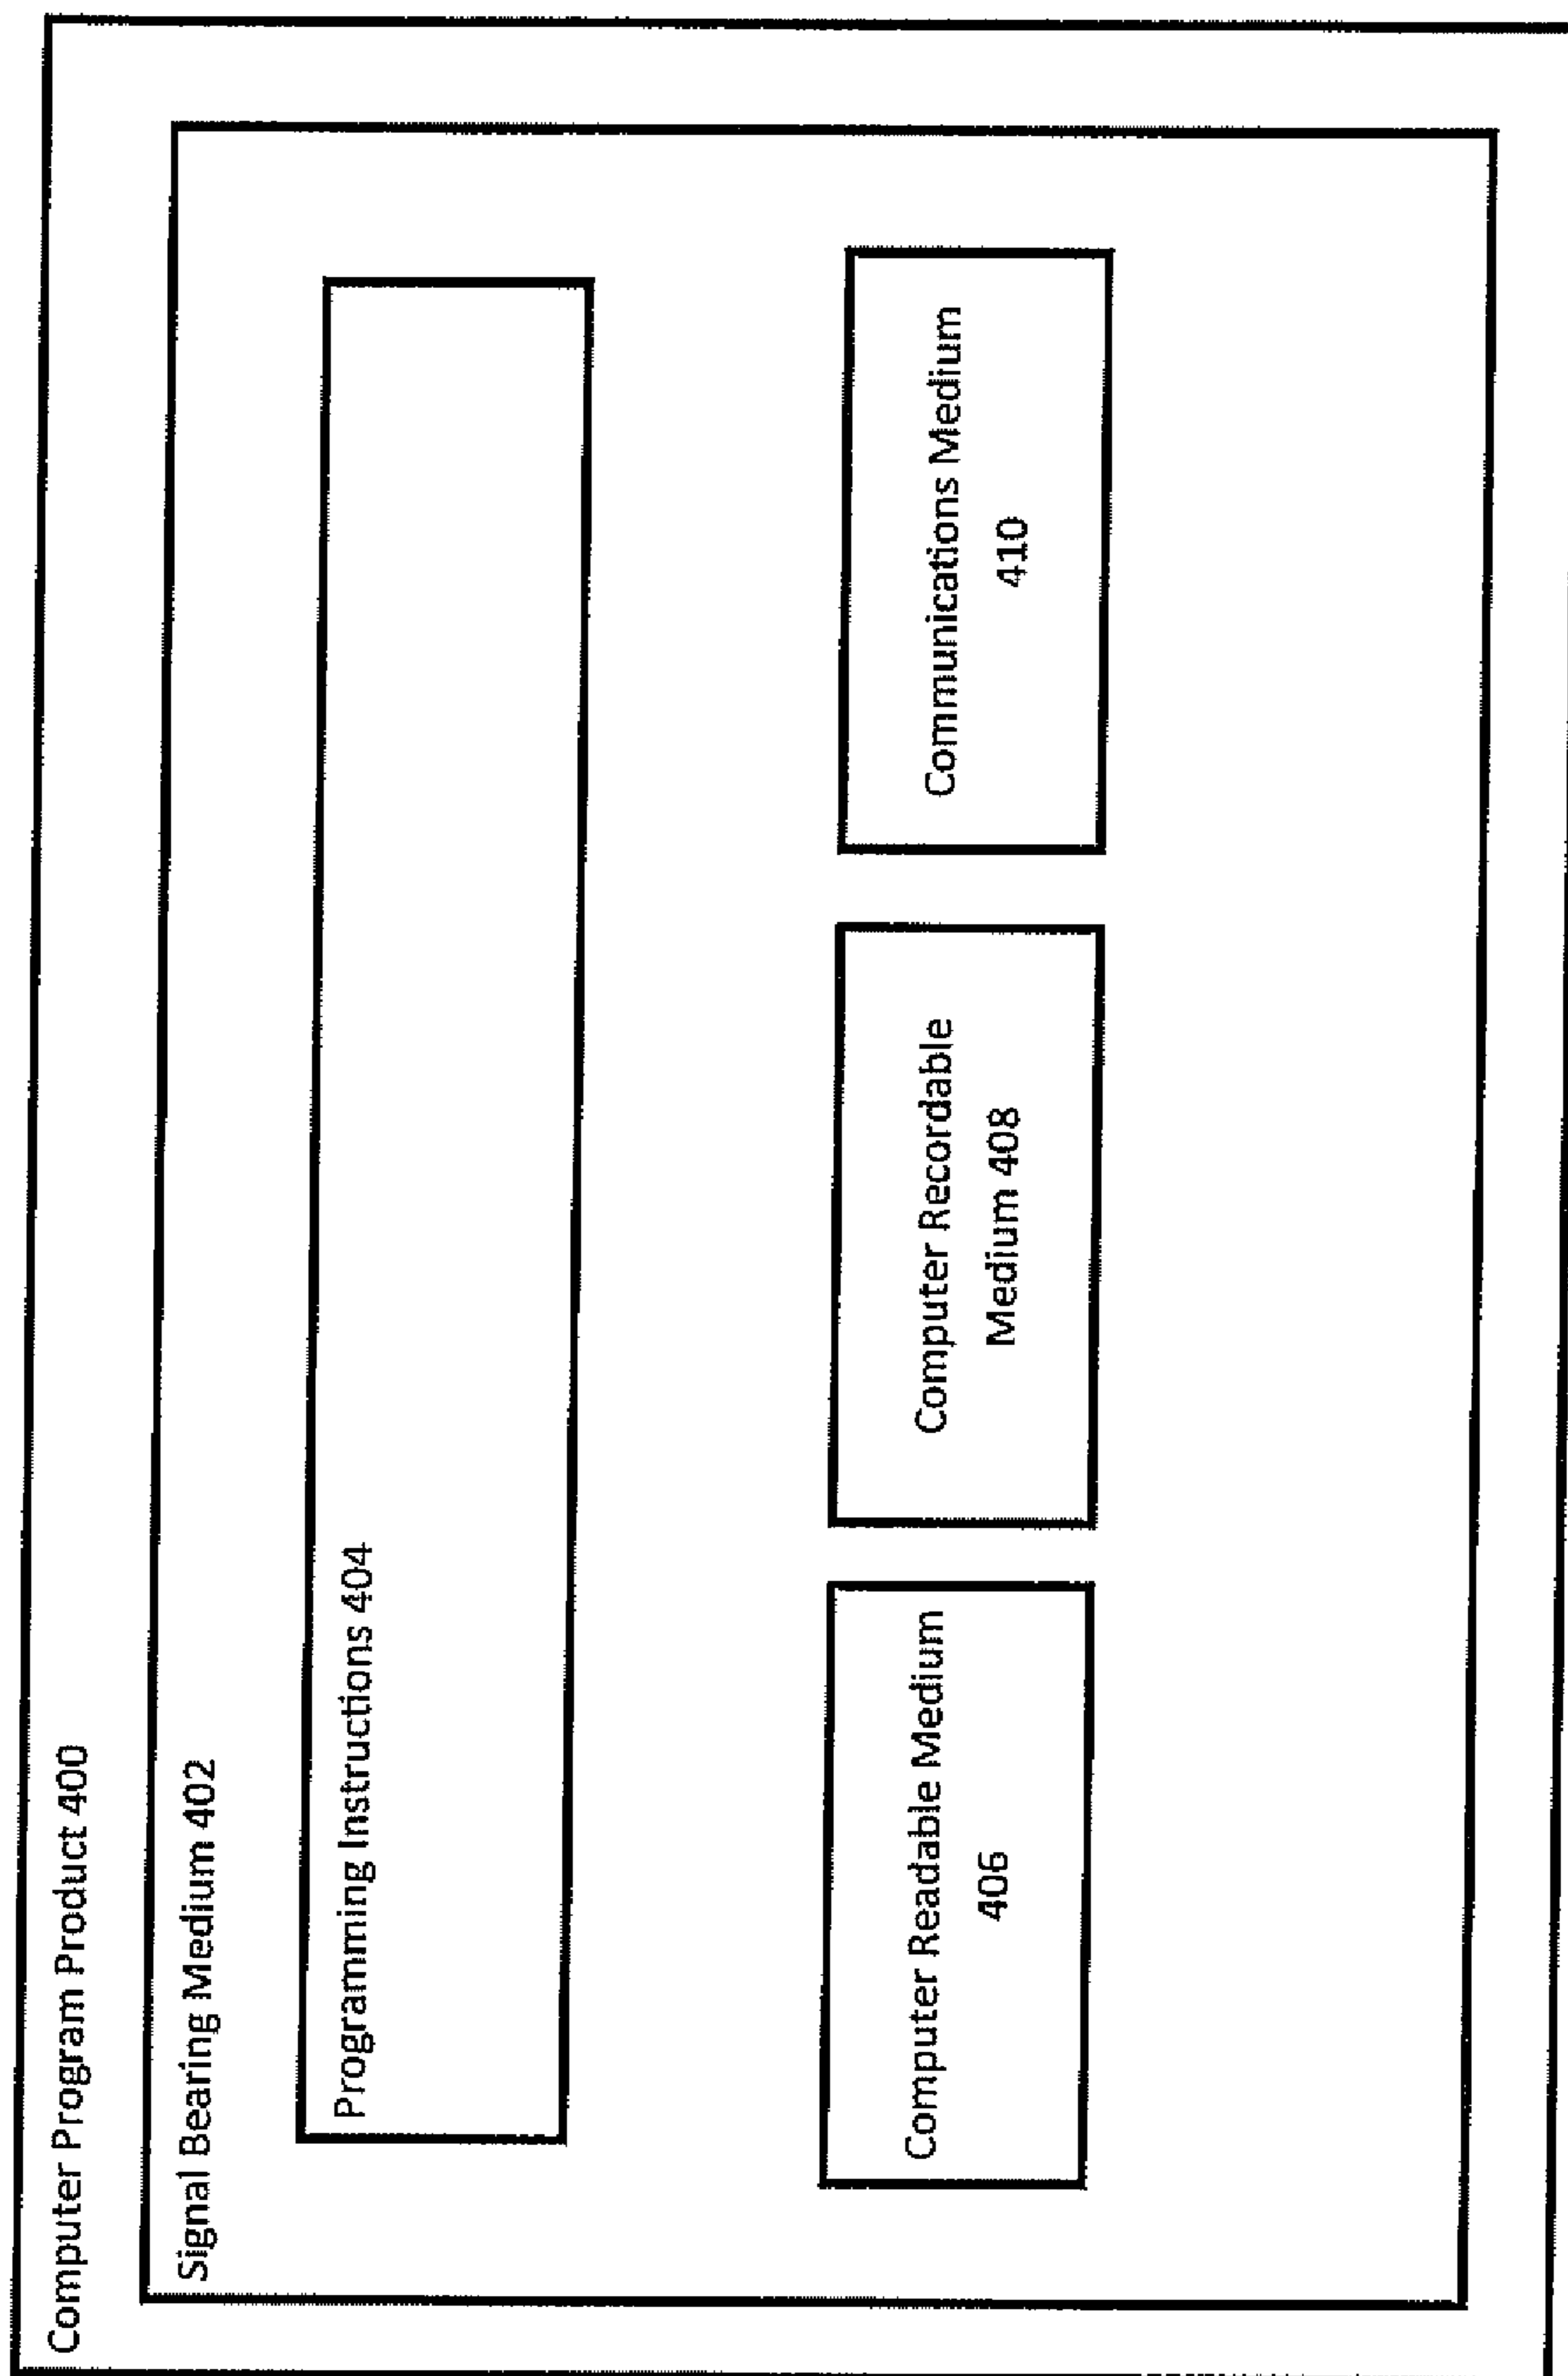 Computer Program Product 400
Signal Bearing Medium 402
Programming Instructions 404
Computer Readable Medium
406
Computer Recordable
Medium 408
Communications Medium
410